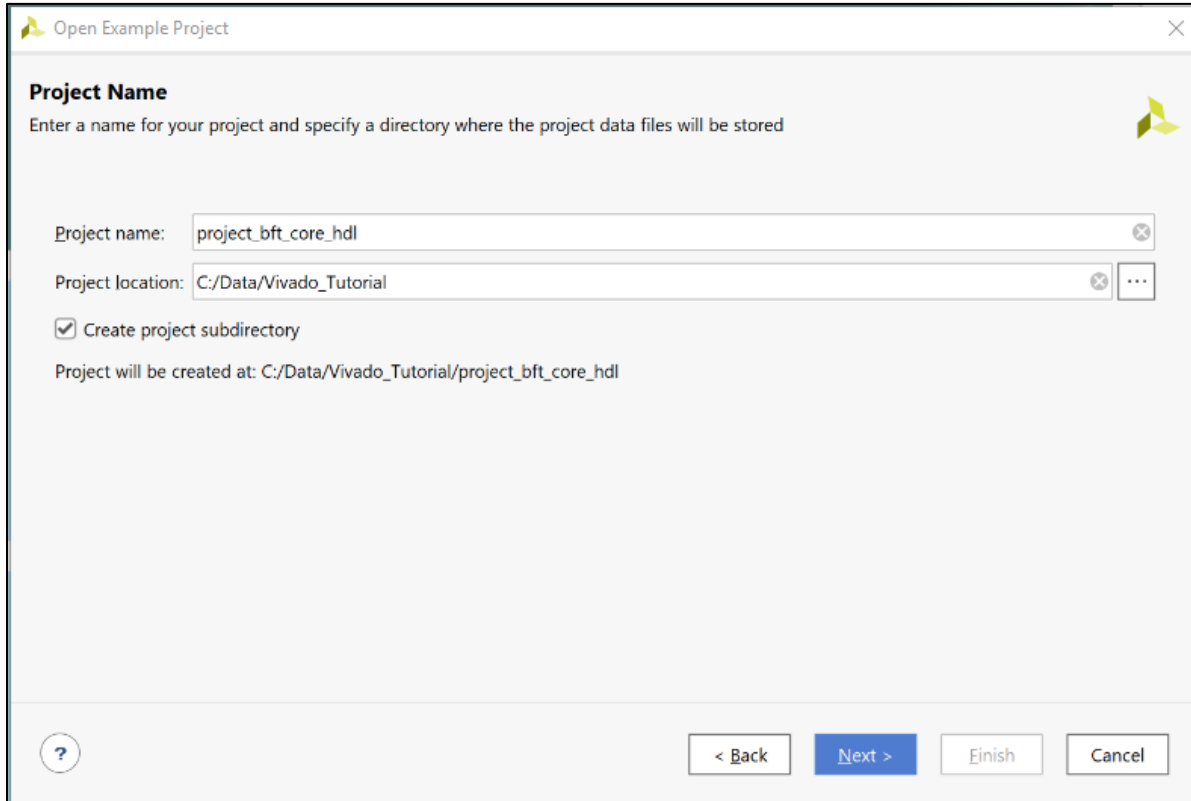 Open Example Project
Project Name
Enter a name for your project and specify a directory where the project data files will be stored
Project name: project_bft_core_hdl
Project location: C:/Data/Vivado_Tutorial ...
Create project subdirectory
Project will be created at: C:/Data/Vivado_Tutorial/project_bft_core_hdl
? < Back Next > Finish Cancel